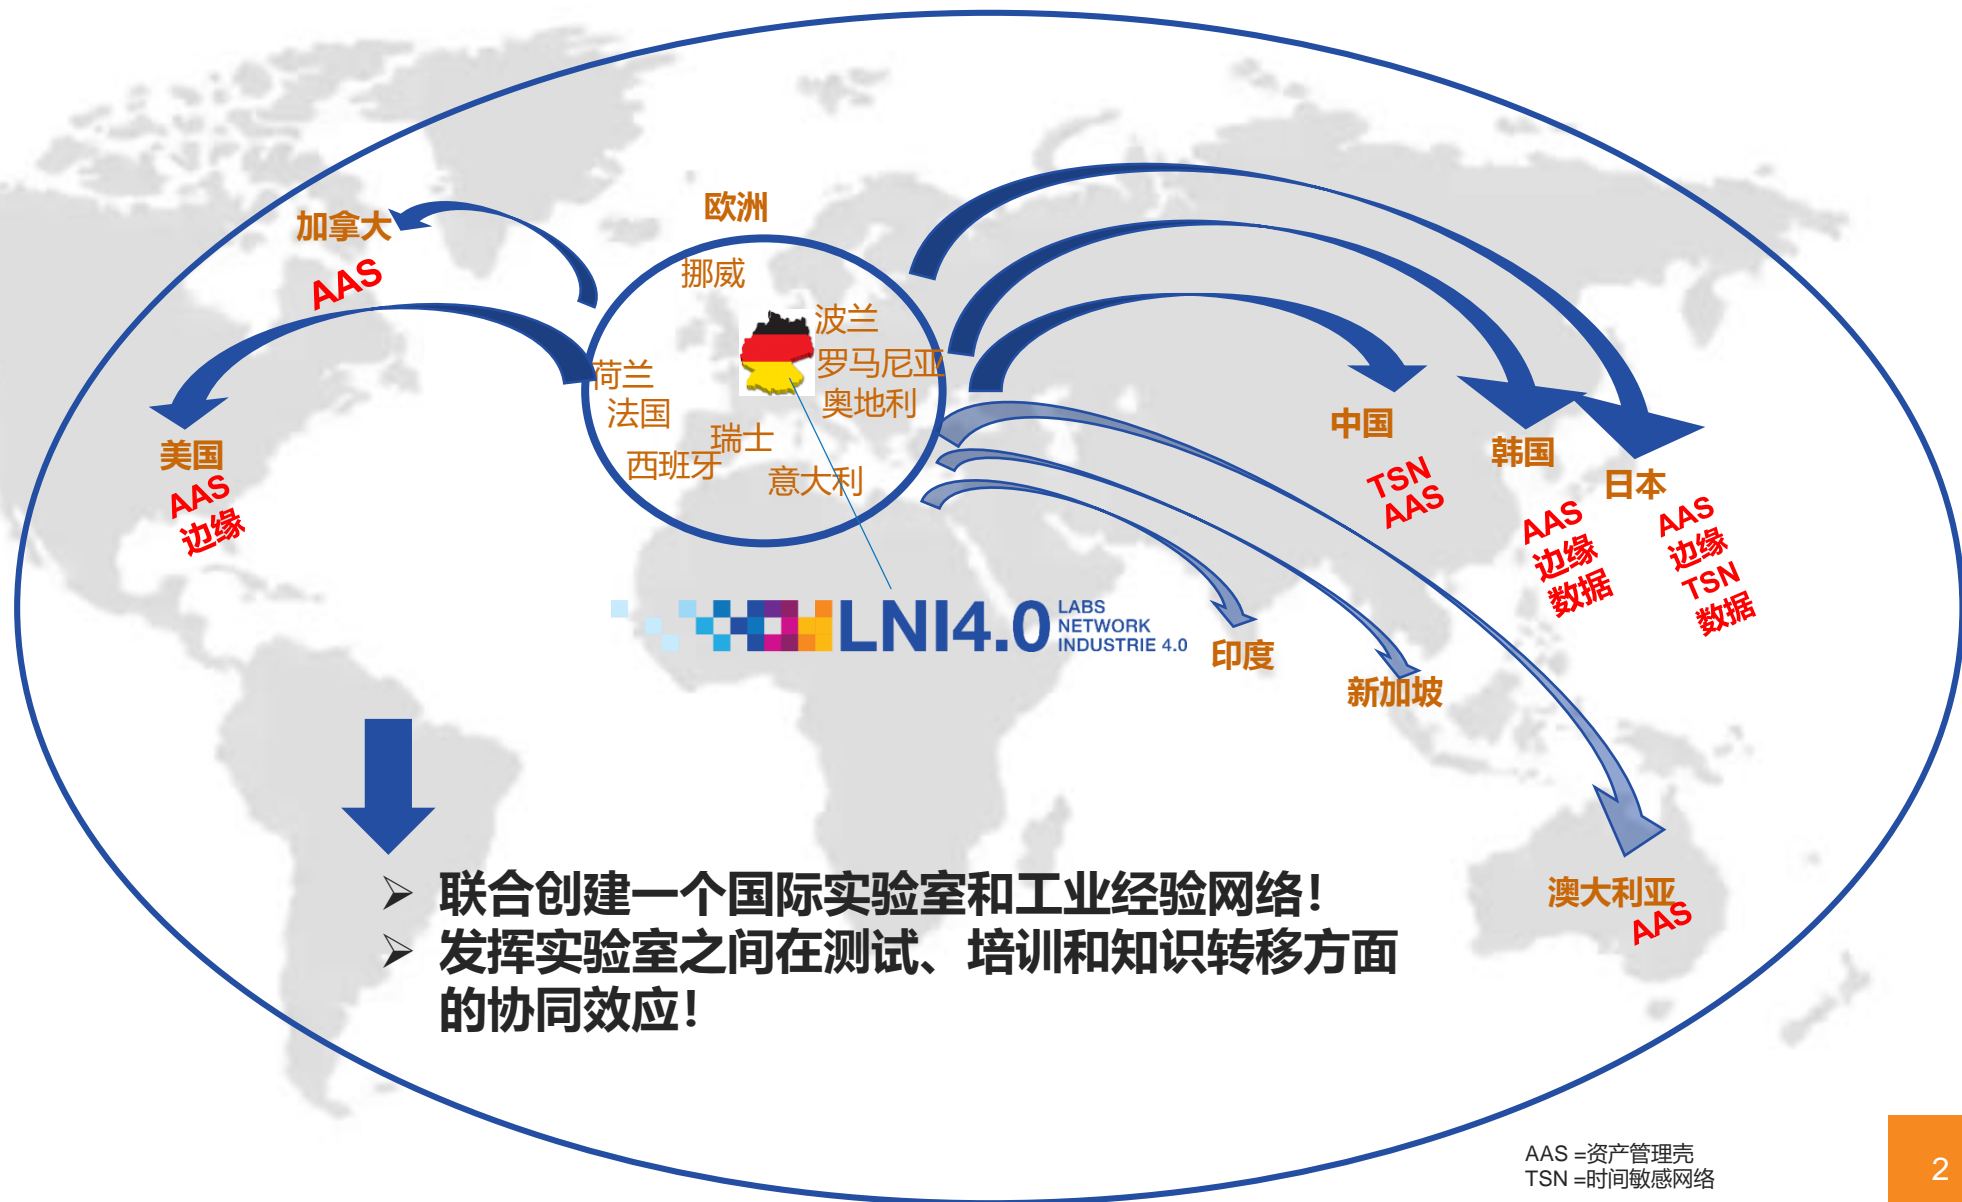 欧洲
加拿大
AAS
挪威
波兰
罗马尼亚
奥地利
荷兰
法国
瑞士
西班牙
意大利
美国
AAS
边缘
中国
TSN
AAS
韩国
AAS
边缘
数据
日本
AAS
边缘
TSN
数据
LNI4.0
LABS
NETWORK
INDUSTRIE 4.0
印度
新加坡
澳大利亚
AAS
➢ 联合创建一个国际实验室和工业经验网络！
➢ 发挥实验室之间在测试、培训和知识转移方面
的协同效应！
AAS =资产管理壳
TSN =时间敏感网络
2